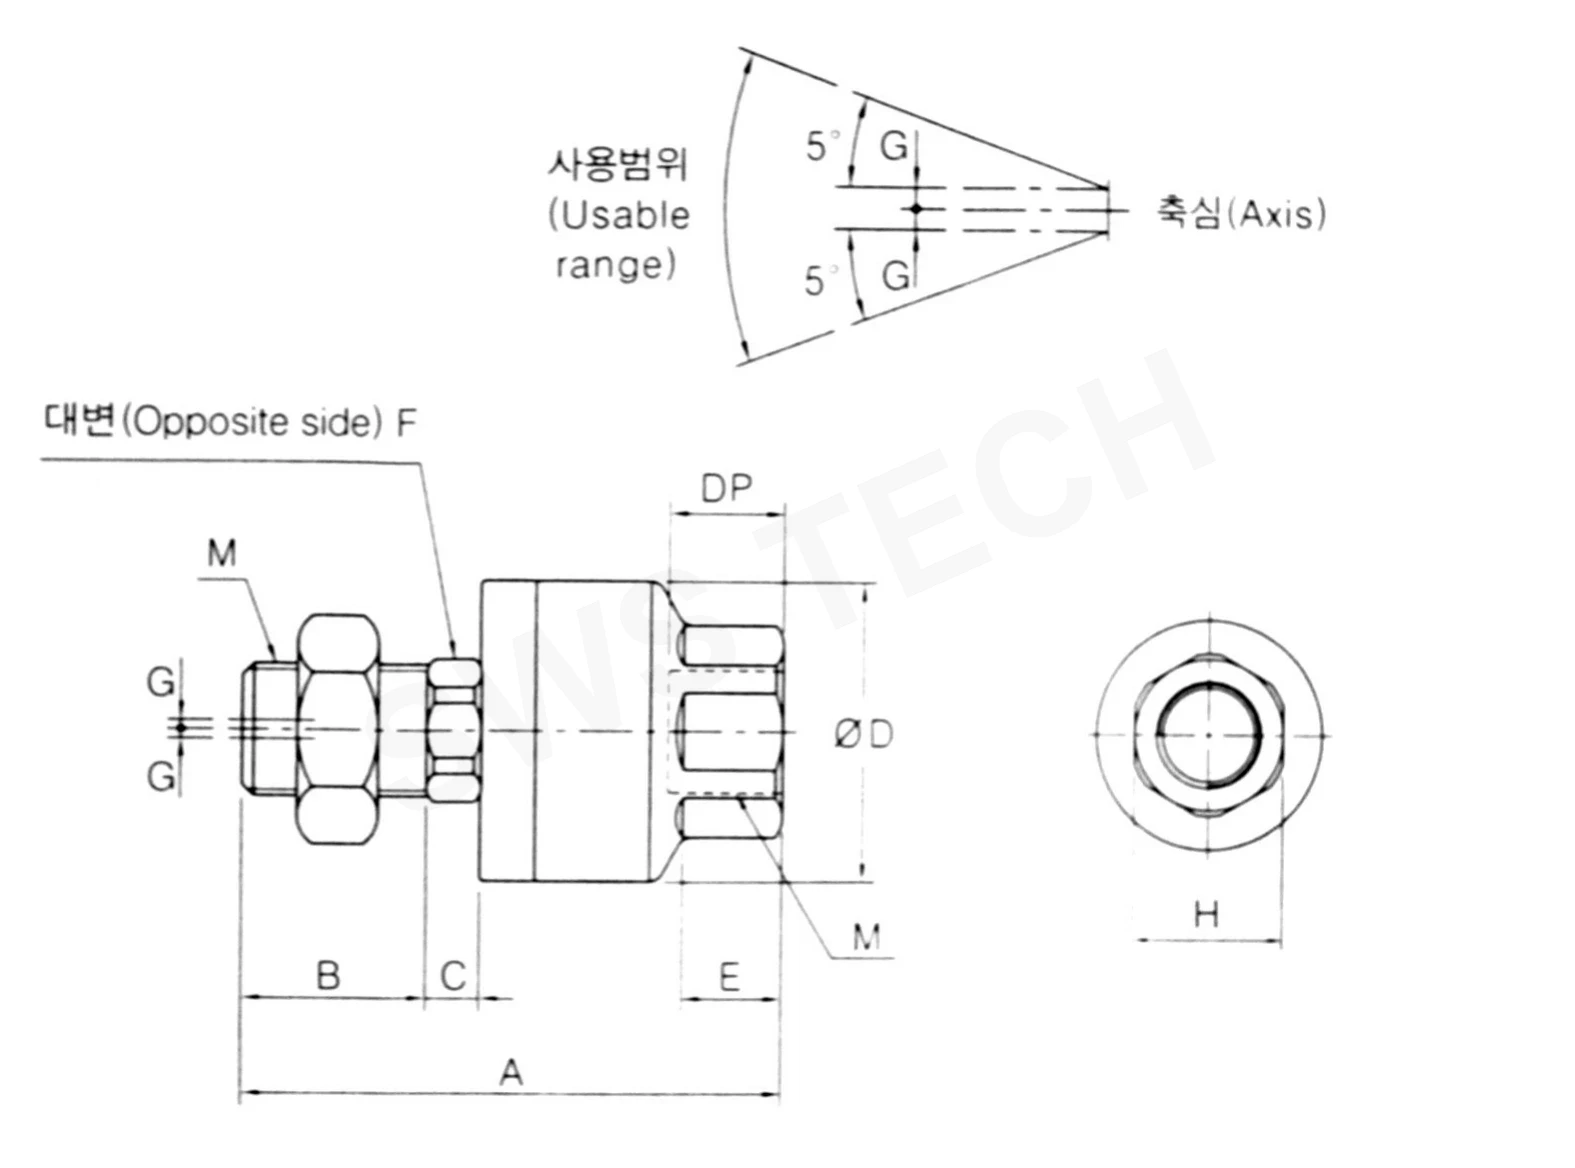 사용범위
(Usable
range)
5°
G
5°
G
축심(Axis)
대변(Opposite side) F
DP
M
G
G
ØD
M
H
B
C
E
A
SWS TECH